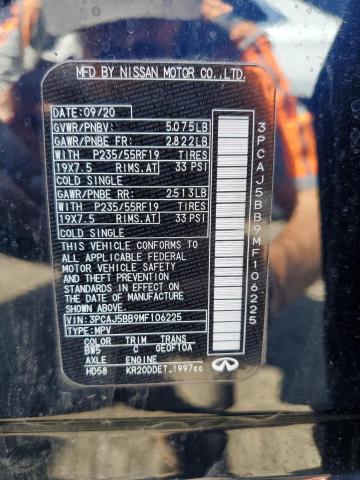 MFD BY NISSAN MOTOR CO., LTD.
DATE: 09/20
GVWR/PNBV: 5075LB
GAWR/PNBE FR: 2822LB
WITH P235/55RF19 TIRES
19X7.5 RIMS.AT 33 PSI
COLD SINGLE
GAWR/PNBE RR: 2513LB
WITH P235/55RF19 TIRES
19X7.5 RIMS.AT 33 PSI
COLD SINGLE
THIS VEHICLE CONFORMS TO
ALL APPLICABLE FEDERAL
MOTOR VEHICLE SAFETY AND
THEFT PREVENTION
STANDARDS IN EFFECT ON
THE DATE OF MANUFACTURE
SHOWN ABOVE.
VIN: 3PCAJ5BB9MF106225
TYPE: MPV
COLOR TRIM TRANS
BW5 C GE0F10A
AXLE ENGINE
HD58 KR20DDET 1997cc
INFINITI
3PCAJ5BB9MF106225